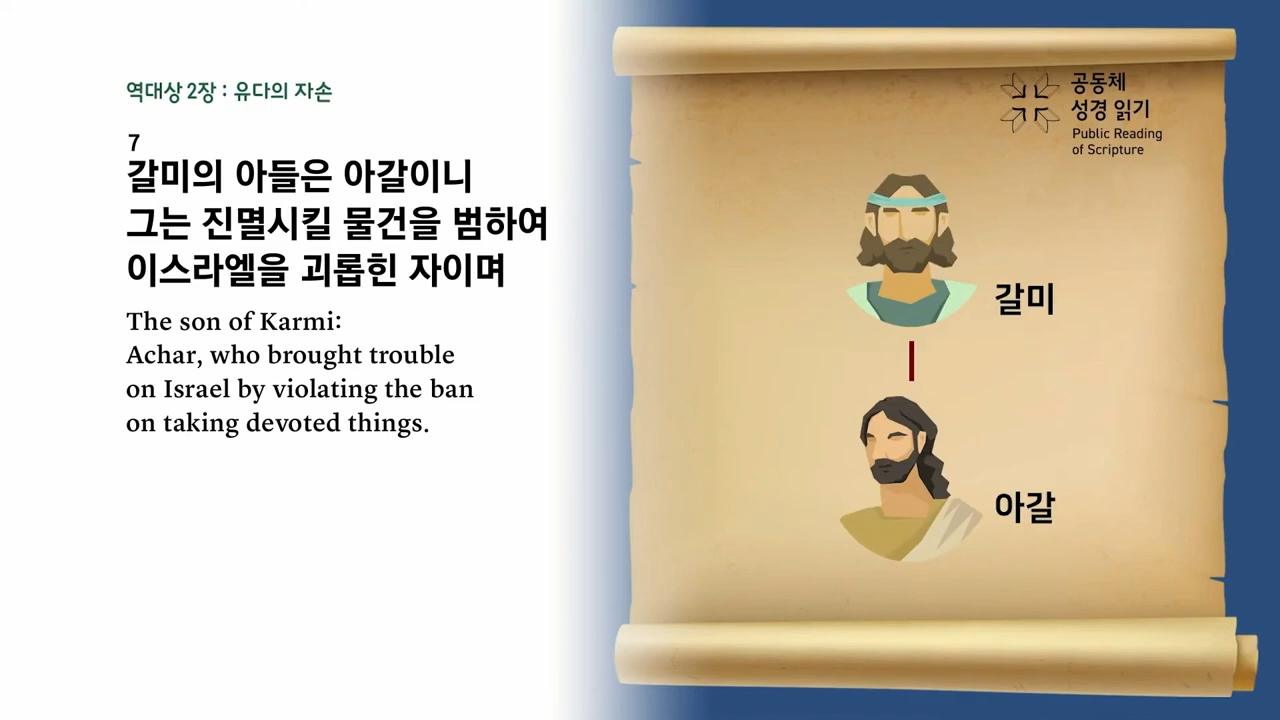 역대상 2장 : 유다의 자손
7
갈미의 아들은 아갈이니
그는 진멸시킬 물건을 범하여
이스라엘을 괴롭힌 자이며
The son of Karmi:
Achar, who brought trouble
on Israel by violating the ban
on taking devoted things.
공동체
성경 읽기
Public Reading
of Scripture
갈미
아갈